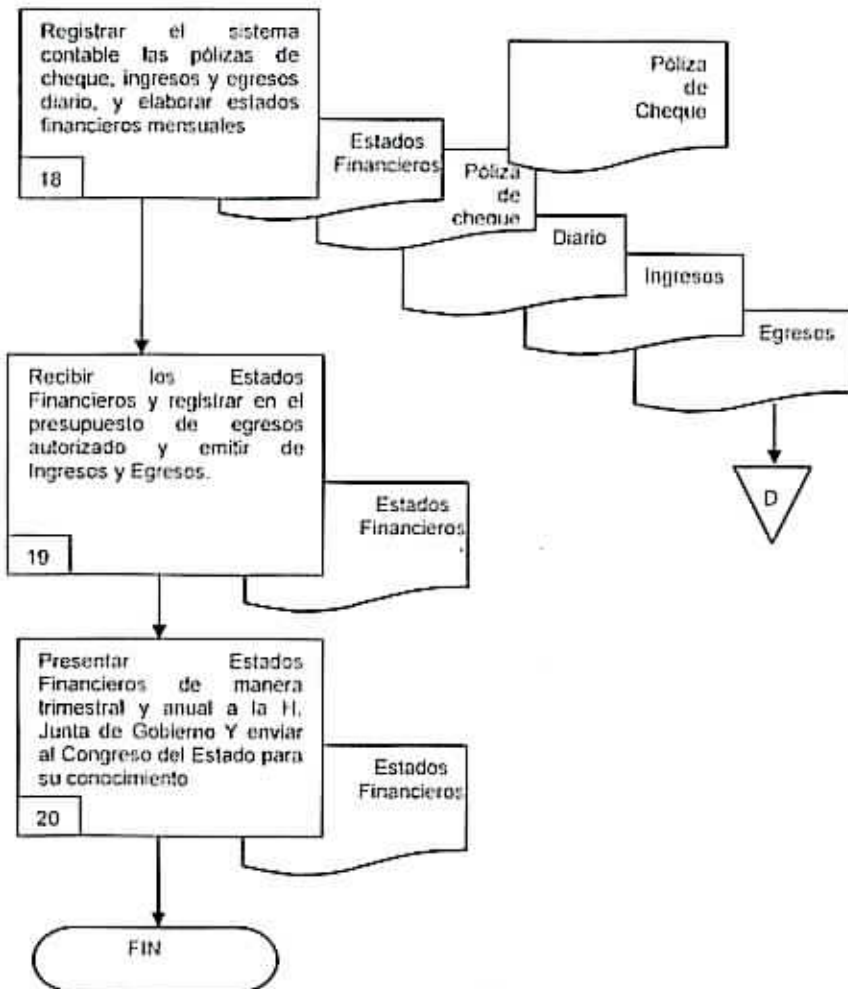 Registrar el sistema
contable las pólizas de
cheque, ingresos y egresos
diario, y elaborar estados
financieros mensuales
18
Estados
Financieros
Póliza
de
cheque
Póliza
de
Cheque
Diario
Ingresos
Egresos
D
Recibir los Estados
Financieros y registrar en el
presupuesto de egresos
autorizado y emitir de
Ingresos y Egresos.
19
Estados
Financieros
Presentar Estados
Financieros de manera
trimestral y anual a la H.
Junta de Gobierno Y enviar
al Congreso del Estado para
su conocimiento
20
Estados
Financieros
FIN